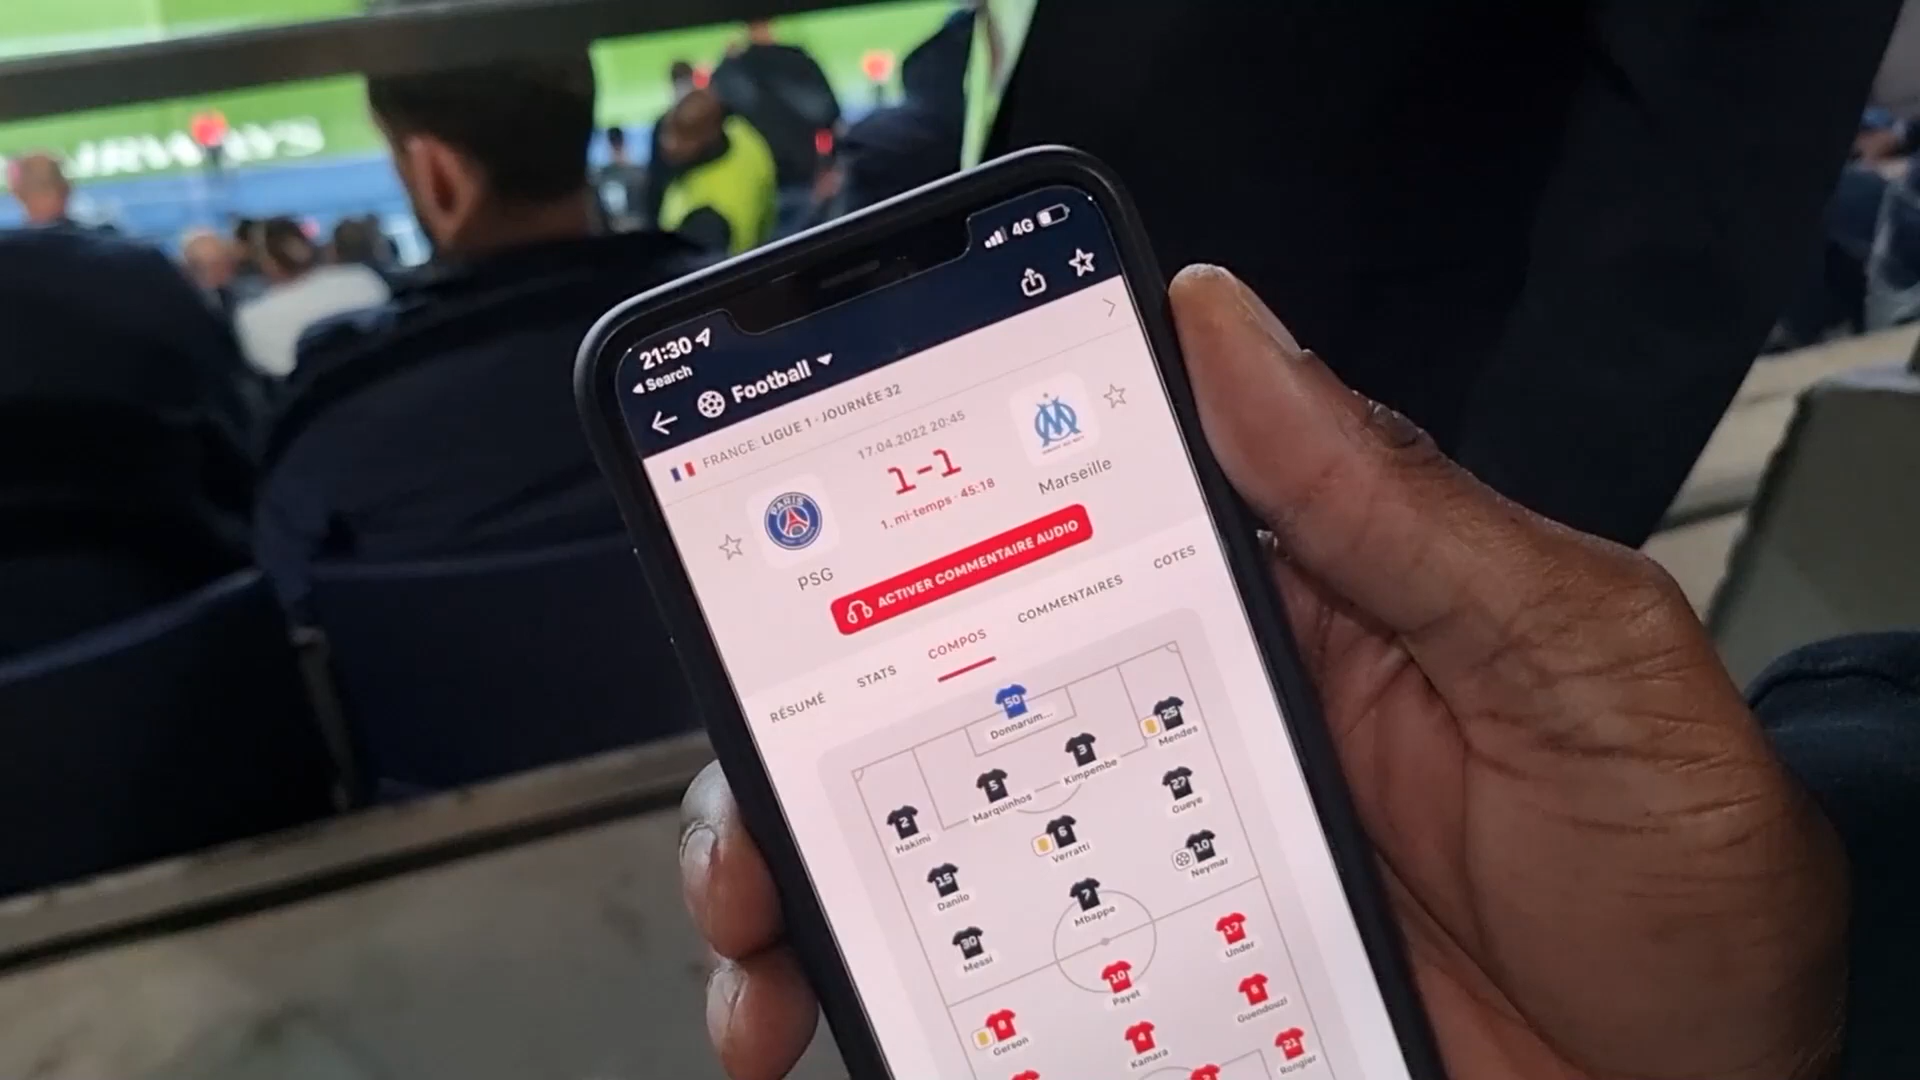 IRWAYS
21:30
4G
Search
Football
FRANCE: LIGUE 1 - JOURNÉE 32
17.04.2022 20:45
1-1
1. mi-temps - 45:18
PARIS
PSG
Marseille
ACTIVER COMMENTAIRE AUDIO
RÉSUMÉ STATS COMPOS COMMENTAIRES COTES
50
Donnarum...
25
Mendes
3
Kimpembe
5
Marquinhos
2
Hakimi
27
Gueye
6
Verratti
10
Neymar
15
Danilo
7
Mbappe
30
Messi
17
Under
10
Payet
6
Guendouzi
8
Gerson
4
Kamara
21
Rongier